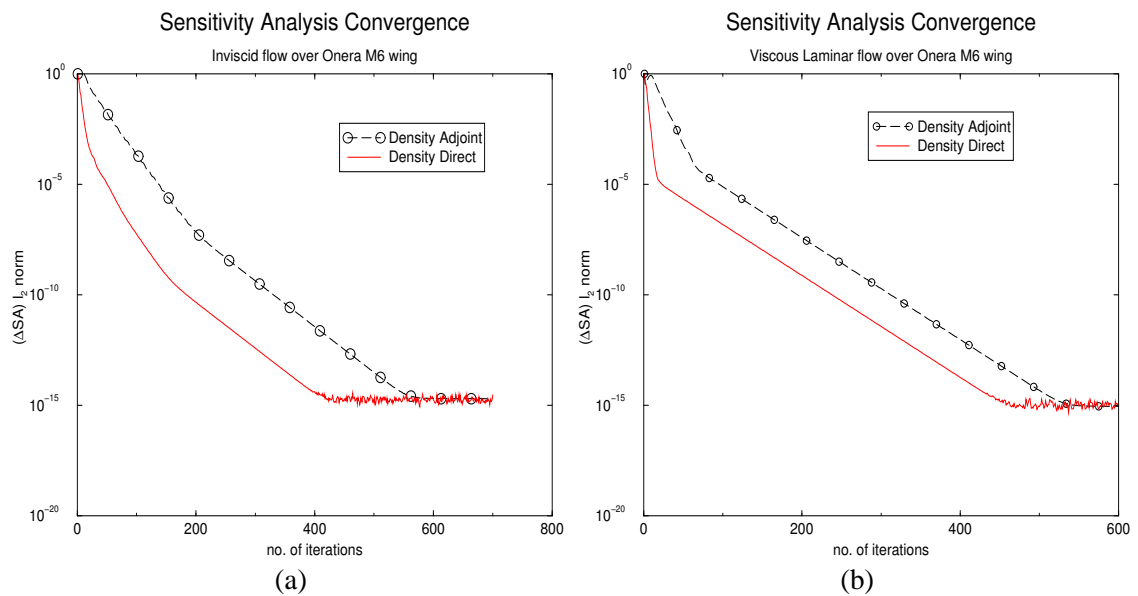 Sensitivity Analysis Convergence
Inviscid flow over Onera M6 wing
10^0
10^-5
10^-10
10^-15
10^-20
(ΔSA) l_2 norm
Density Adjoint
Density Direct
0 200 400 600 800
no. of iterations
(a)
Sensitivity Analysis Convergence
Viscous Laminar flow over Onera M6 wing
10^0
10^-5
10^-10
10^-15
10^-20
(ΔSA) l_2 norm
Density Adjoint
Density Direct
0 200 400 600
no. of iterations
(b)